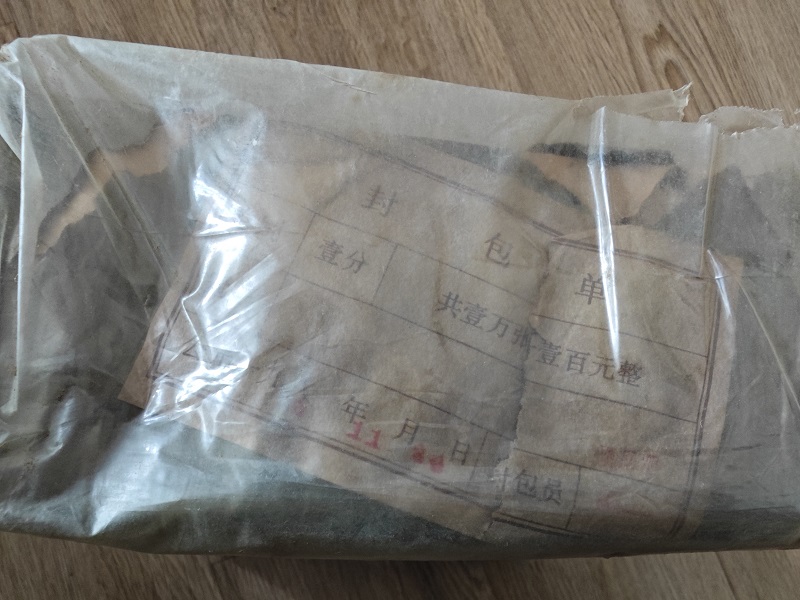 封包单
壹分 共壹万张壹百元整
年月日
11
封包员